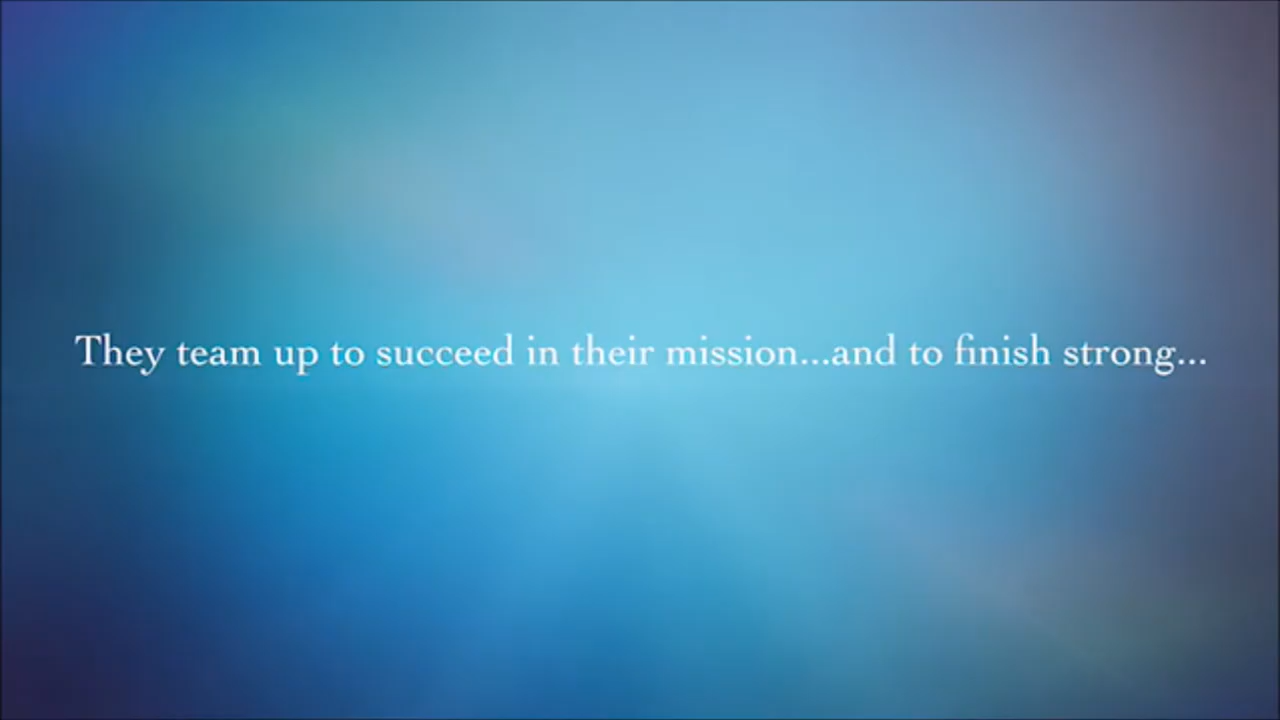 They team up to succeed in their mission...and to finish strong...